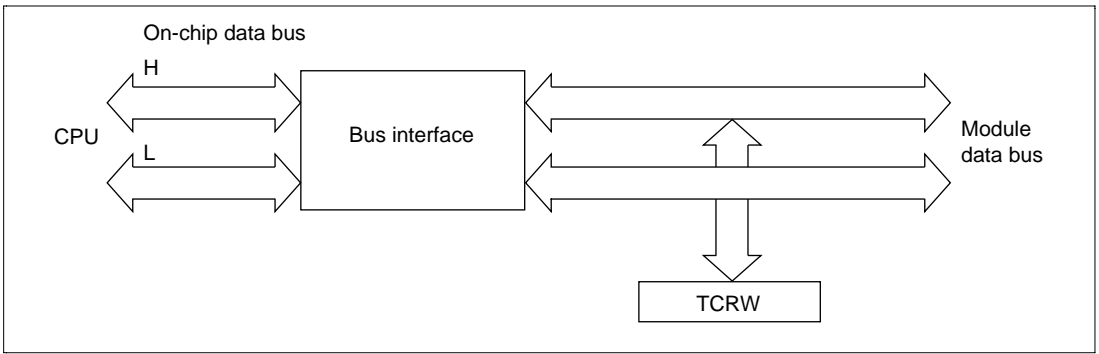 On-chip data bus
H
CPU
L
Bus interface
Module
data bus
TCRW